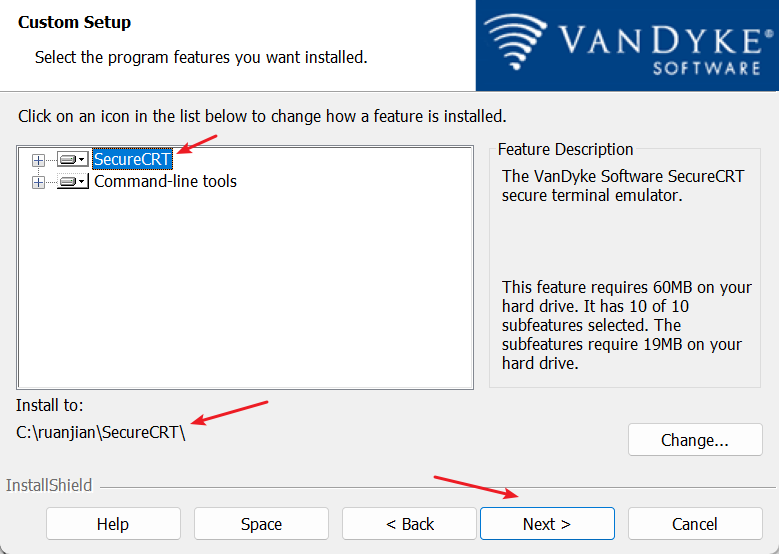 Custom Setup
Select the program features you want installed.
VANDYKE®
SOFTWARE
Click on an icon in the list below to change how a feature is installed.
SecureCRT
Command-line tools
Feature Description
The VanDyke Software SecureCRT
secure terminal emulator.
This feature requires 60MB on your
hard drive. It has 10 of 10
subfeatures selected. The
subfeatures require 19MB on your
hard drive.
Install to:
C:\ruanjian\SecureCRT\
Change...
InstallShield
Help
Space
< Back
Next >
Cancel